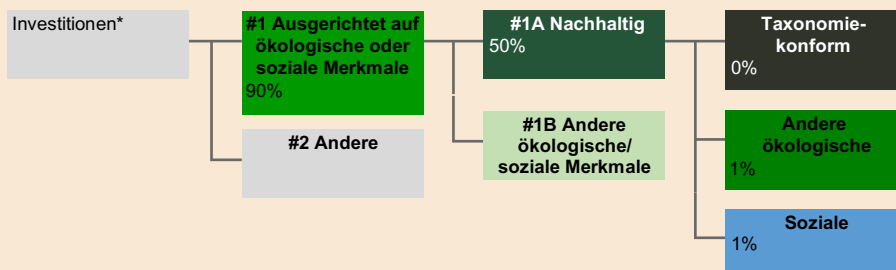 Investitionen*
#1 Ausgerichtet auf
ökologische oder
soziale Merkmale
90%
#2 Andere
#1A Nachhaltig
50%
#1B Andere
ökologische/
soziale Merkmale
Taxonomie-
konform
0%
Andere
ökologische
1%
Soziale
1%